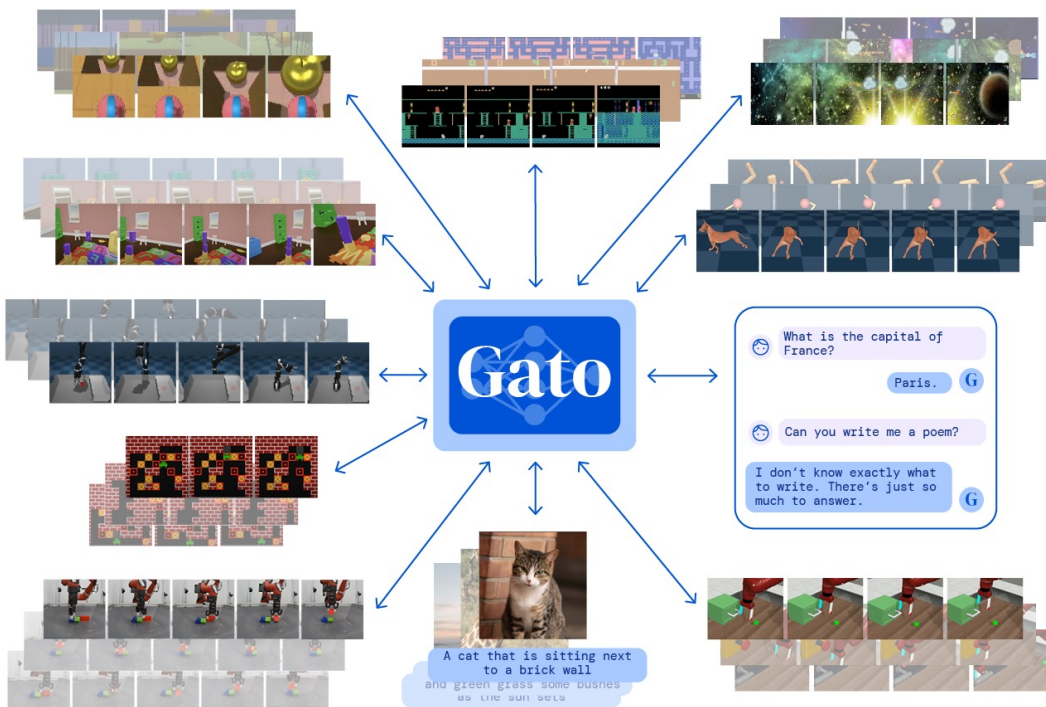 Gato
What is the capital of
France?
Paris.
G
Can you write me a poem?
I don't know exactly what
to write. There's just so
much to answer.
G
A cat that is sitting next
to a brick wall
and green grass some bushes
as the sun sets